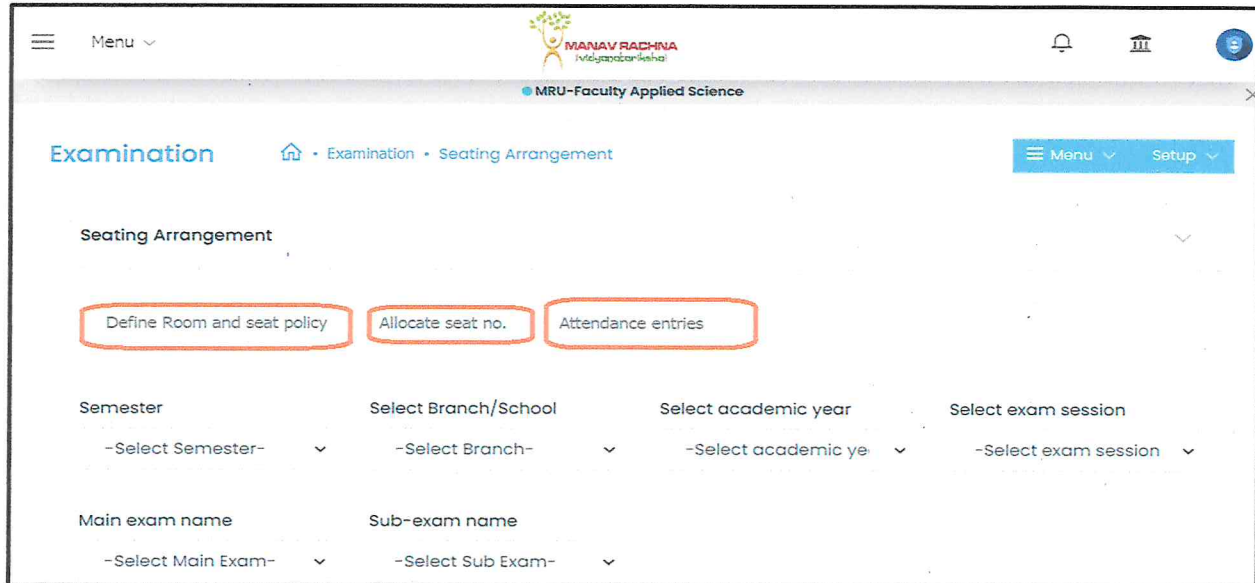 Menu
MANAV RACHNA
MRU-Faculty Applied Science
Examination • Examination • Seating Arrangement
Menu Setup
Seating Arrangement
Define Room and seat policy Allocate seat no. Attendance entries
Semester Select Branch/School Select academic year Select exam session
-Select Semester- -Select Branch- -Select academic ye -Select exam session
Main exam name Sub-exam name
-Select Main Exam- -Select Sub Exam-